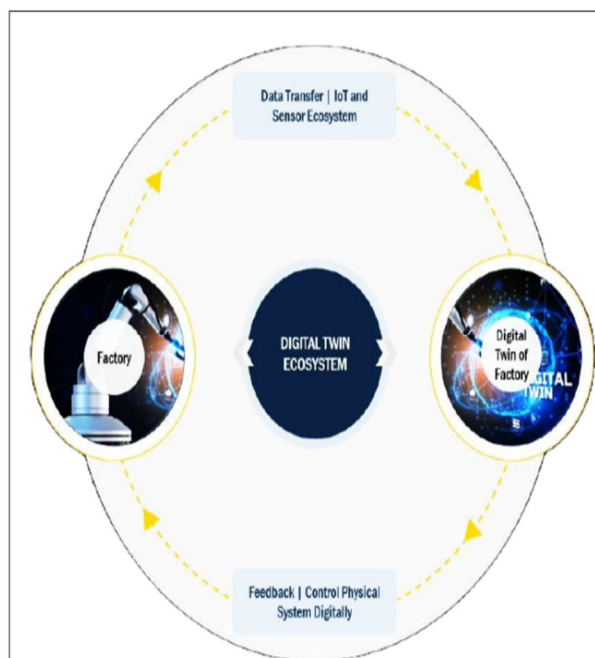 Data Transfer | IoT and
Sensor Ecosystem
Factory
DIGITAL TWIN
ECOSYSTEM
Digital
Twin of
Factory
DIGITAL
TWIN
Feedback | Control Physical
System Digitally